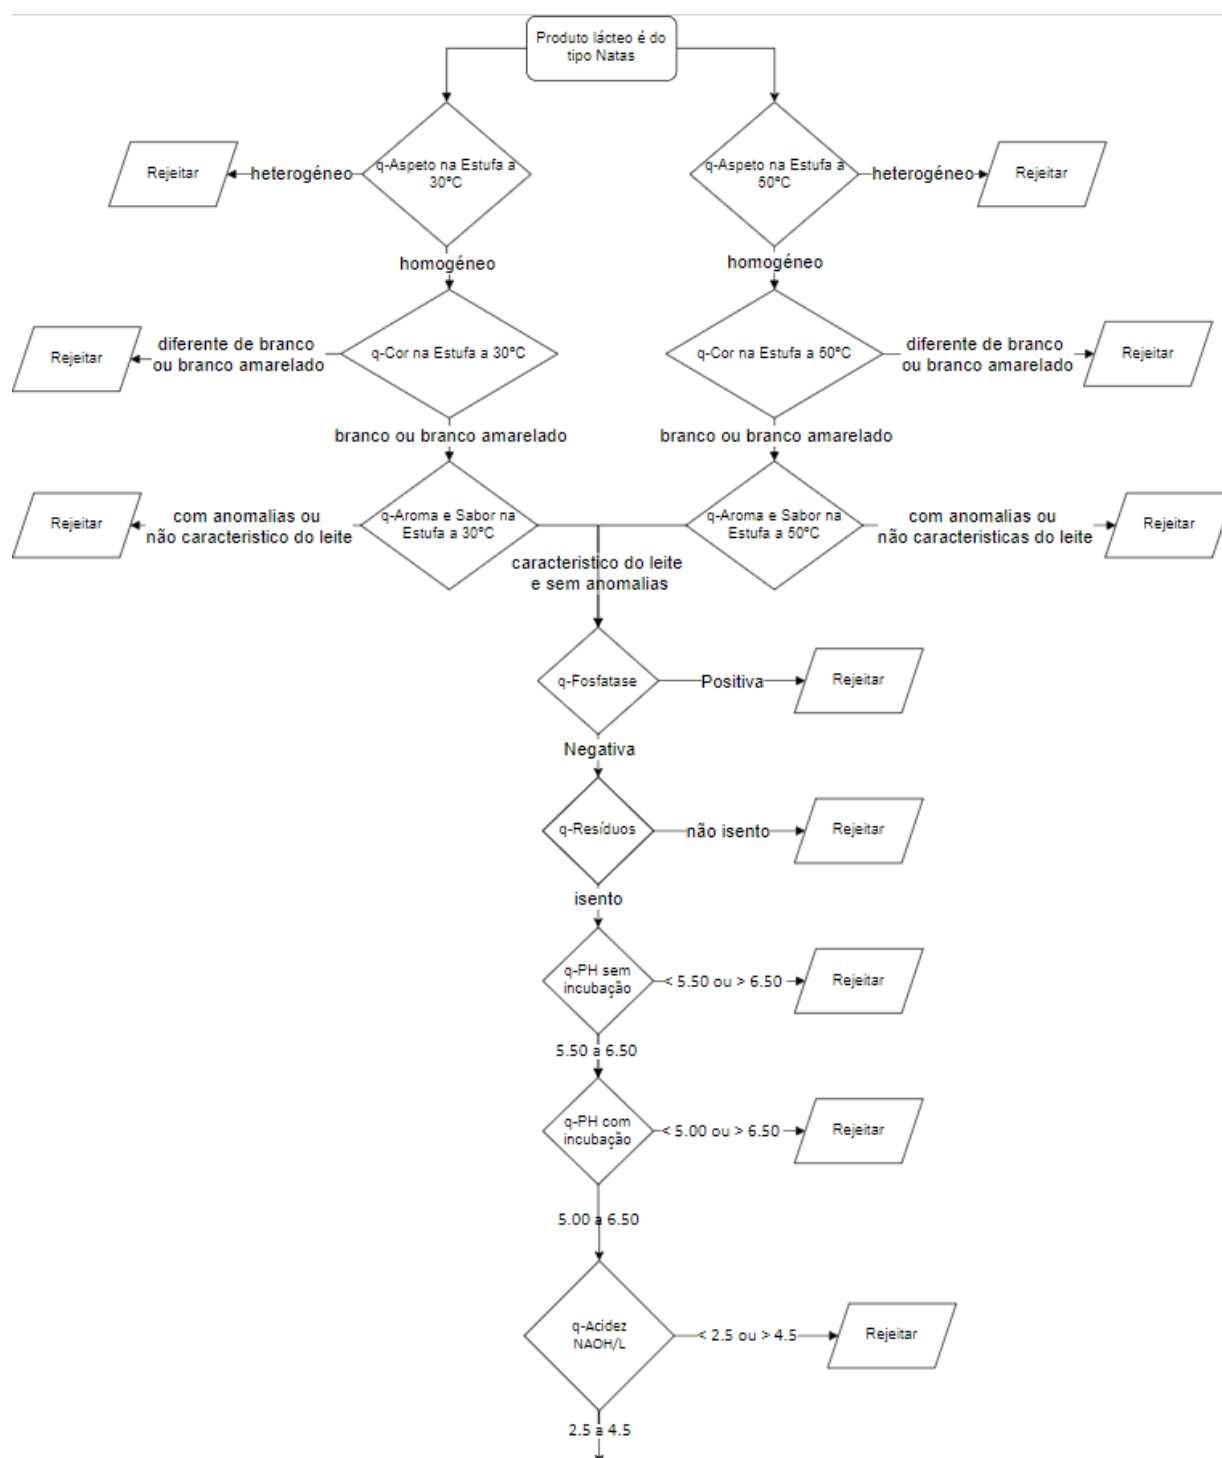 Produto lácteo é do
tipo Natas
q-Aspeto na Estufa a
30ºC
heterogéneo
Rejeitar
q-Aspeto na Estufa a
50ºC
heterogéneo
Rejeitar
homogéneo
homogéneo
Rejeitar
diferente de branco
ou branco amarelado
q-Cor na Estufa a 30ºC
q-Cor na Estufa a 50ºC
diferente de branco
ou branco amarelado
Rejeitar
branco ou branco amarelado
branco ou branco amarelado
Rejeitar
com anomalias ou
não caracteristico do leite
q-Aroma e Sabor na
Estufa a 30ºC
q-Aroma e Sabor na
Estufa a 50ºC
com anomalias ou
não caracteristicas do leite
Rejeitar
caracteristico do leite
e sem anomalias
q-Fosfatase
Positiva
Rejeitar
Negativa
q-Resíduos
não isento
Rejeitar
isento
q-PH sem
incubação
< 5.50 ou > 6.50
Rejeitar
5.50 a 6.50
q-PH com
incubação
< 5.00 ou > 6.50
Rejeitar
5.00 a 6.50
q-Acidez
NAOH/L
< 2.5 ou > 4.5
Rejeitar
2.5 a 4.5